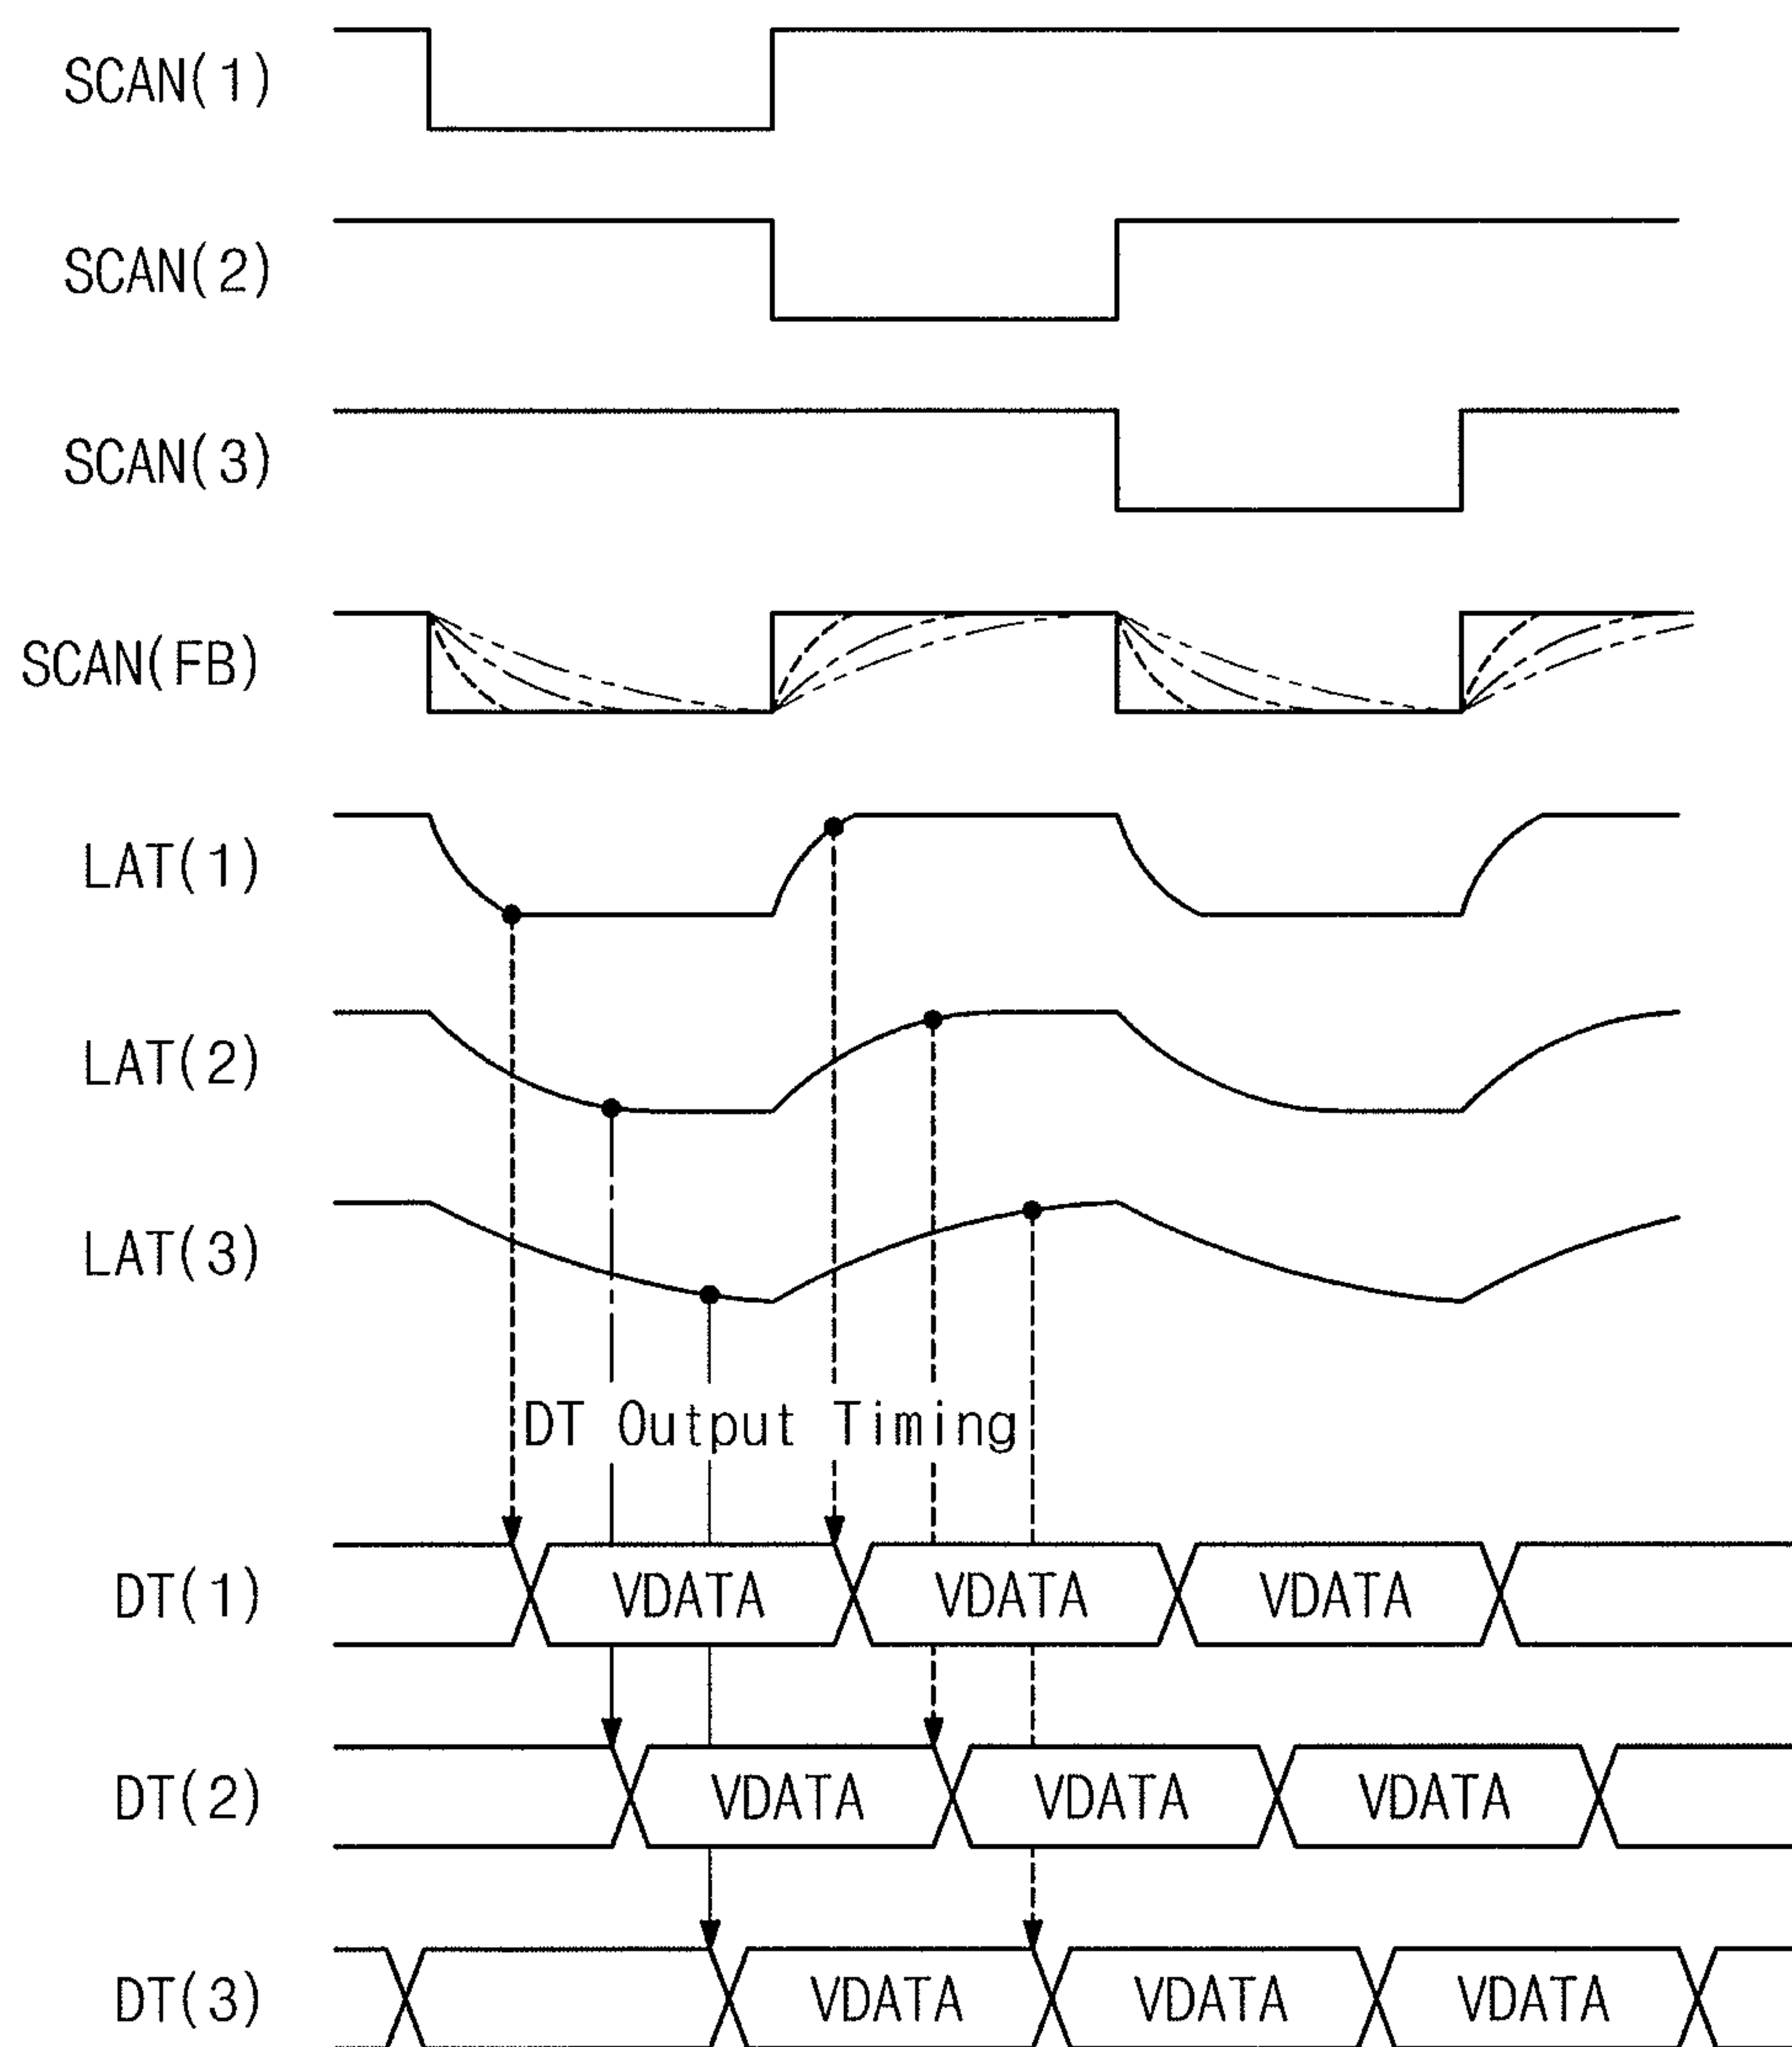 SCAN(1)
SCAN(2)
SCAN(3)
SCAN(FB)
LAT(1)
LAT(2)
LAT(3)
DT Output Timing
DT(1) VDATA VDATA VDATA
DT(2) VDATA VDATA VDATA
DT(3) VDATA VDATA VDATA